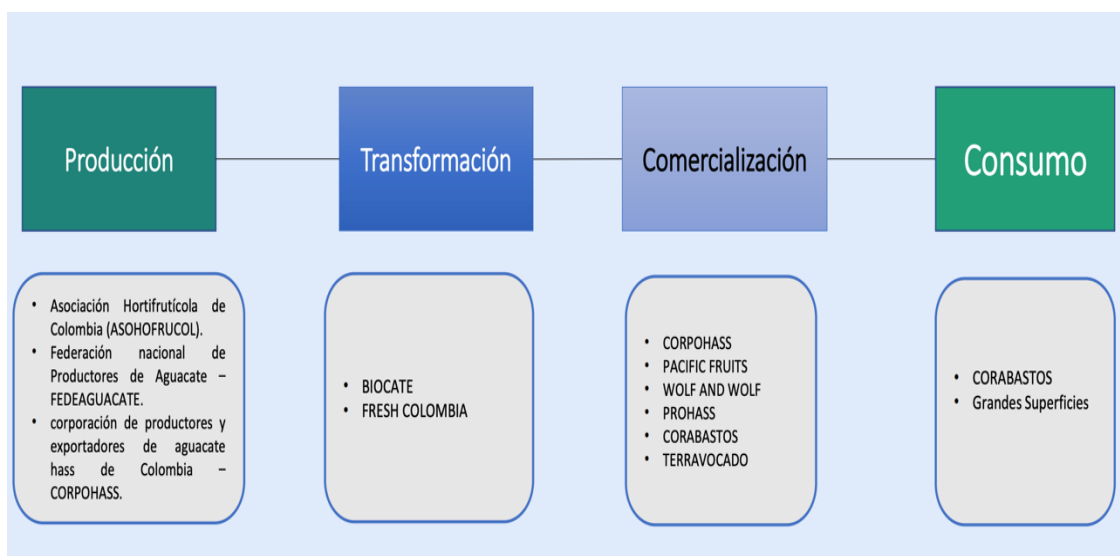 Producción
Transformación
Comercialización
Consumo
• Asociación Hortifrutícola de
Colombia (ASOHOFRUCOL).
• Federación nacional de
Productores de Aguacate –
FEDEAGUACATE.
• corporación de productores y
exportadores de aguacate
hass de Colombia –
CORPOHASS.
• BIOCATE
• FRESH COLOMBIA
• CORPOHASS
• PACIFIC FRUITS
• WOLF AND WOLF
• PROHASS
• CORABASTOS
• TERRAVOCADO
• CORABASTOS
• Grandes Superficies